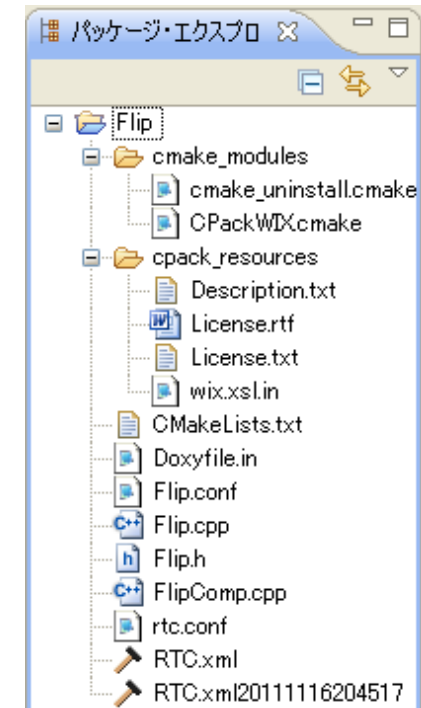 パッケージ・エクスプロ
Flip
cmake_modules
cmake_uninstall.cmake
CPackWIX.cmake
cpack_resources
Description.txt
License.rtf
License.txt
wix.xsl.in
CMakeLists.txt
Doxyfile.in
Flip.conf
Flip.cpp
Flip.h
FlipComp.cpp
rtc.conf
RTC.xml
RTC.xml20111116204517